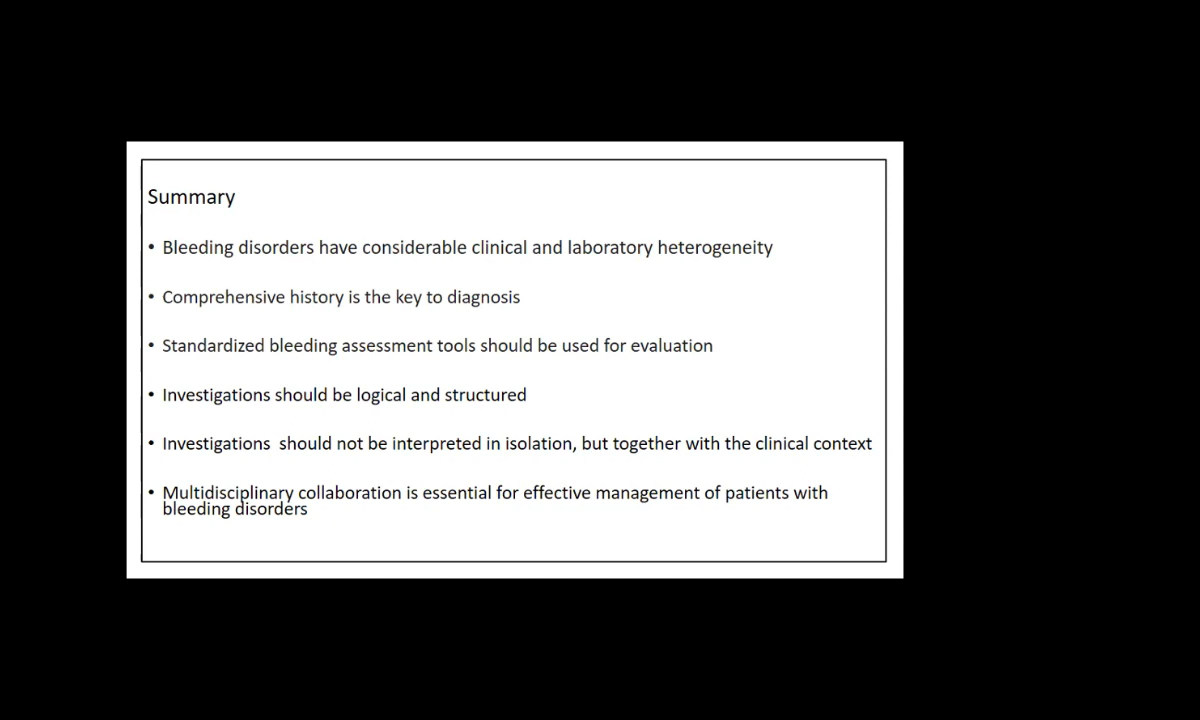 Summary
• Bleeding disorders have considerable clinical and laboratory heterogeneity
• Comprehensive history is the key to diagnosis
• Standardized bleeding assessment tools should be used for evaluation
• Investigations should be logical and structured
• Investigations  should not be interpreted in isolation, but together with the clinical context
• Multidisciplinary collaboration is essential for effective management of patients with
bleeding disorders